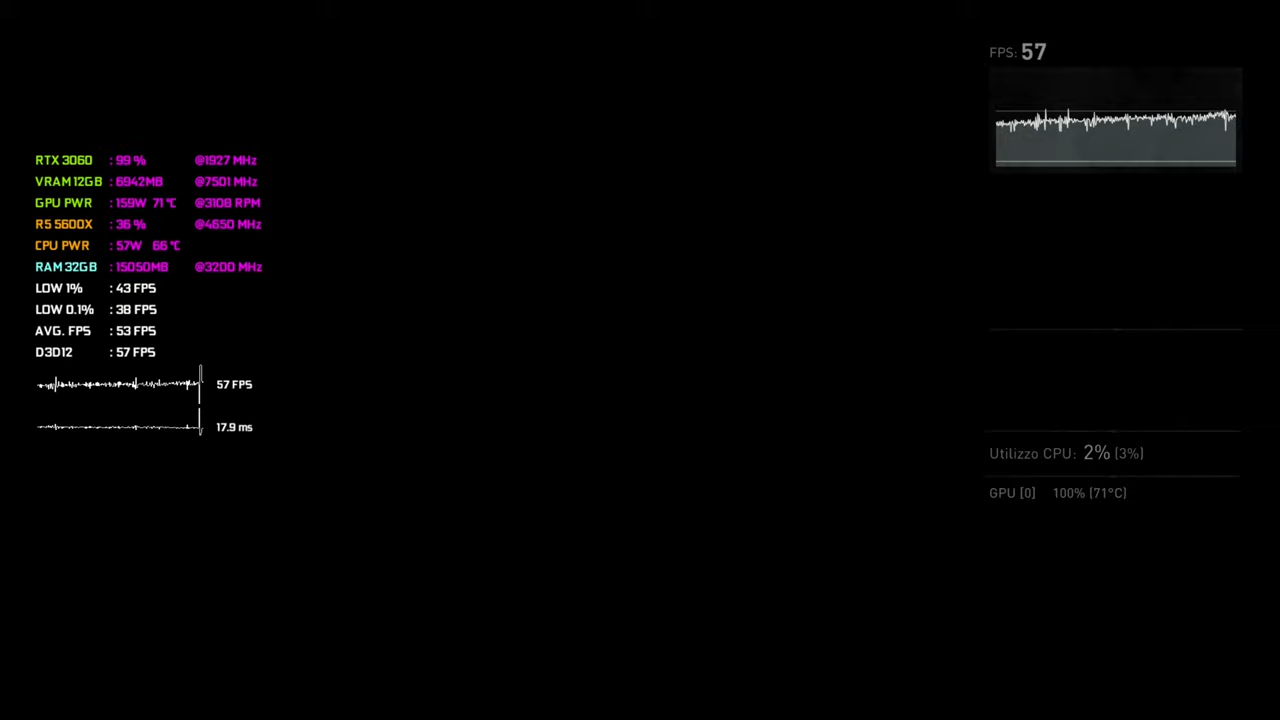 FPS: 57
RTX 3060 : 99 % @1927 MHz
VRAM 12GB : 6942MB @7501 MHz
GPU PWR : 159W 71 °C @3108 RPM
R5 5600X : 36 % @4650 MHz
CPU PWR : 57W 66 °C
RAM 32GB : 15050MB @3200 MHz
LOW 1% : 43 FPS
LOW 0.1% : 38 FPS
AVG. FPS : 53 FPS
D3D12 : 57 FPS
57 FPS
17.9 ms
Utilizzo CPU: 2% (3%)
GPU [0] 100% (71°C)